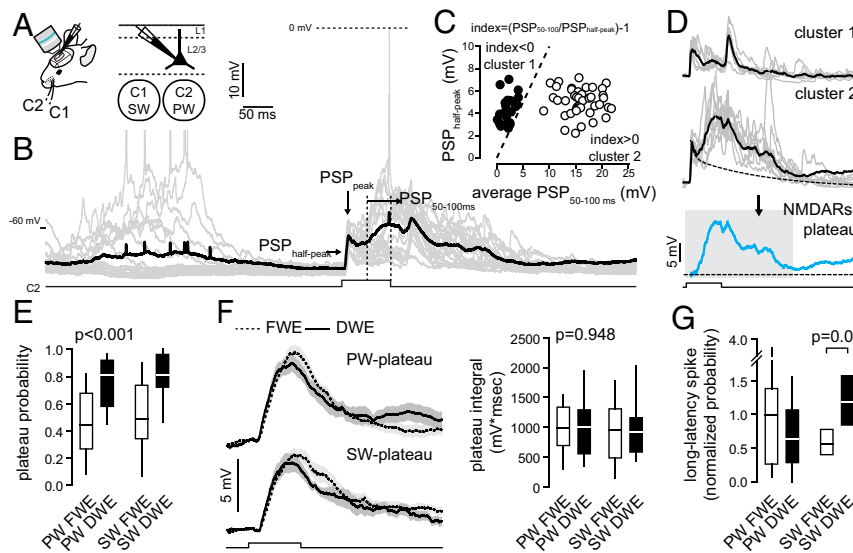 A
C2 C1
L1
L2/3
C1
SW
C2
PW
10 mV
50 ms
0 mV
B
-60 mV
PSPpeak
PSP50-100ms
PSPhalf-peak
C2
C
index=(PSP50-100/PSPhalf-peak)-1
index<0
cluster 1
index>0
cluster 2
PSPhalf-peak (mV)
10
8
6
4
2
0
0 5 10 15 20 25
average PSP50-100 ms (mV)
D
cluster 1
cluster 2
NMDARs
plateau
5 mV
E
p<0.001
plateau probability
1.0
0.8
0.6
0.4
0.2
0.0
PW FWE
PW DWE
SW FWE
SW DWE
F
FWE DWE
PW-plateau
SW-plateau
5 mV
p=0.948
plateau integral
(mV*msec)
2500
2000
1500
1000
500
0
PW FWE
PW DWE
SW FWE
SW DWE
G
p=0.0
long-latency spike
(normalized probability)
4.0
1.5
1.0
0.5
0.0
PW FWE
PW DWE
SW FWE
SW DWE